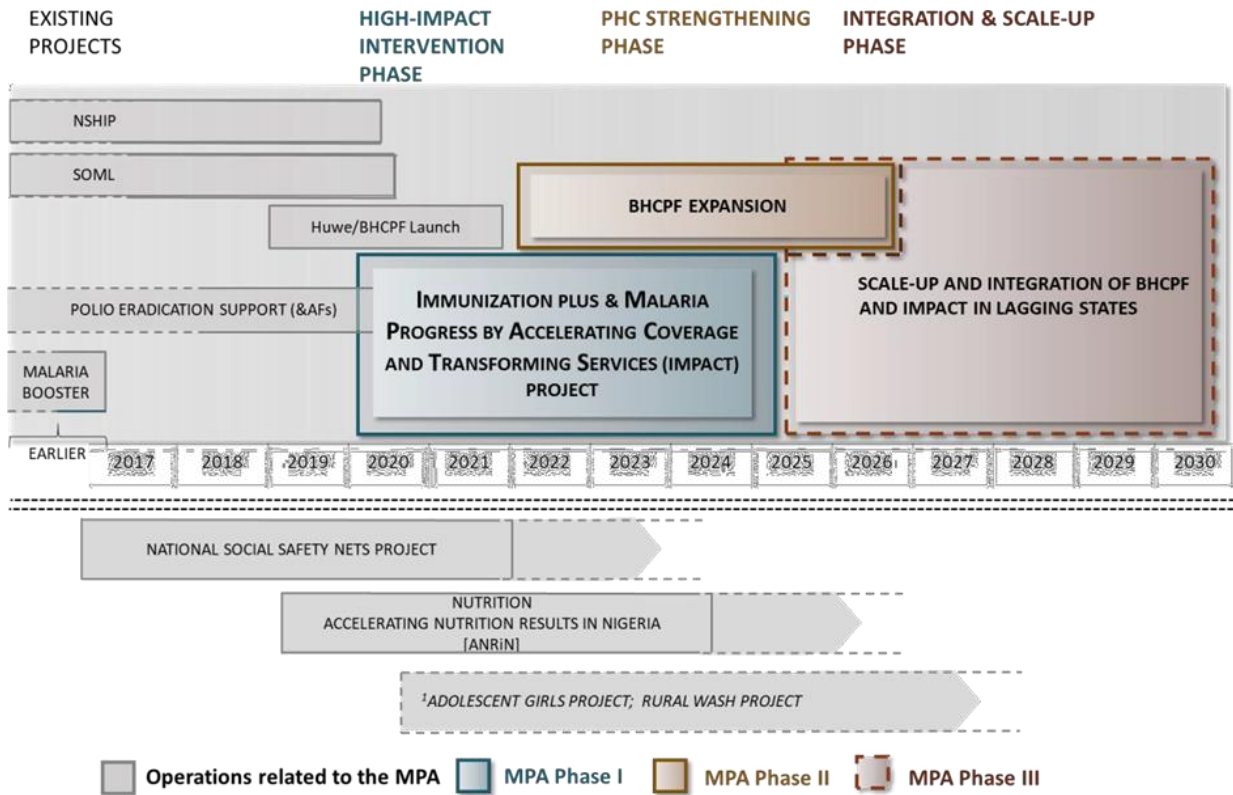 EXISTING
PROJECTS
HIGH-IMPACT
INTERVENTION
PHASE
PHC STRENGTHENING
PHASE
INTEGRATION & SCALE-UP
PHASE
NSHIP
SOML
Huwe/BHCPF Launch
BHCPF EXPANSION
POLIO ERADICATION SUPPORT (&AFs)
IMMUNIZATION PLUS & MALARIA
PROGRESS BY ACCELERATING COVERAGE
AND TRANSFORMING SERVICES (IMPACT)
PROJECT
SCALE-UP AND INTEGRATION OF BHCPF
AND IMPACT IN LAGGING STATES
MALARIA
BOOSTER
EARLIER
2017 2018 2019 2020 2021 2022 2023 2024 2025 2026 2027 2028 2029 2030
NATIONAL SOCIAL SAFETY NETS PROJECT
NUTRITION
ACCELERATING NUTRITION RESULTS IN NIGERIA
[ANRiN]
¹ADOLESCENT GIRLS PROJECT; RURAL WASH PROJECT
Operations related to the MPA
MPA Phase I
MPA Phase II
MPA Phase III